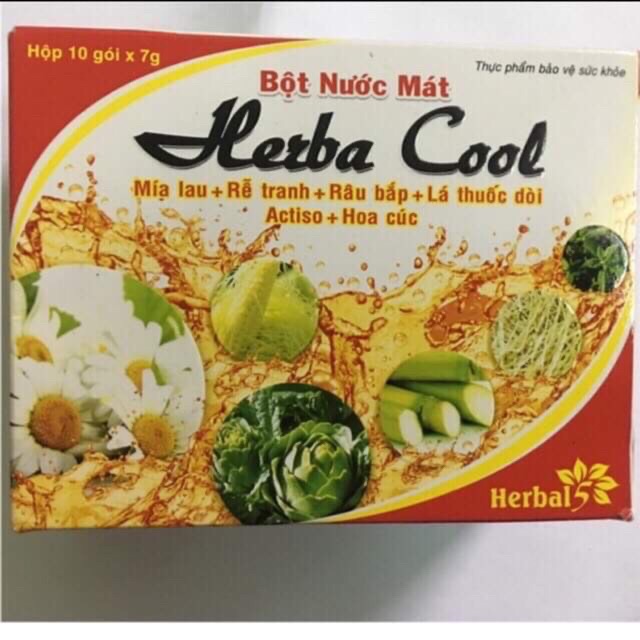 Hộp 10 gói x 7g
Thực phẩm bảo vệ sức khỏe
Bột Nước Mát
Herba Cool
Mía lau + Rễ tranh + Râu bắp + Lá thuốc dòi
Actiso + Hoa cúc
Herbal 5